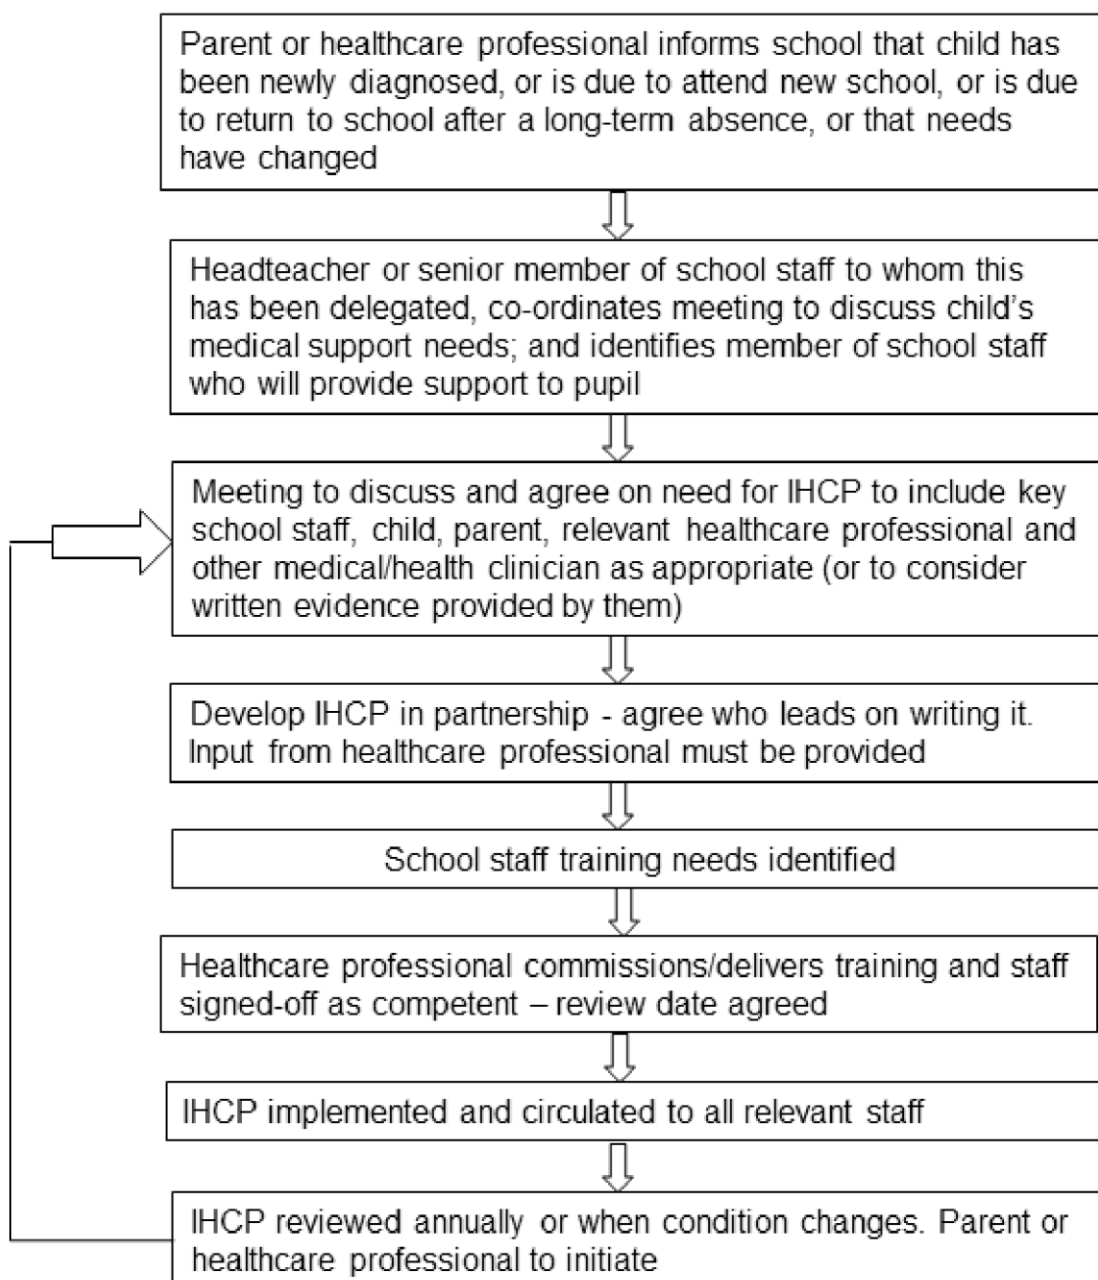 Parent or healthcare professional informs school that child has
been newly diagnosed, or is due to attend new school, or is due
to return to school after a long-term absence, or that needs
have changed
Headteacher or senior member of school staff to whom this
has been delegated, co-ordinates meeting to discuss child's
medical support needs; and identifies member of school staff
who will provide support to pupil
Meeting to discuss and agree on need for IHCP to include key
school staff, child, parent, relevant healthcare professional and
other medical/health clinician as appropriate (or to consider
written evidence provided by them)
Develop IHCP in partnership - agree who leads on writing it.
Input from healthcare professional must be provided
School staff training needs identified
Healthcare professional commissions/delivers training and staff
signed-off as competent – review date agreed
IHCP implemented and circulated to all relevant staff
IHCP reviewed annually or when condition changes. Parent or
healthcare professional to initiate